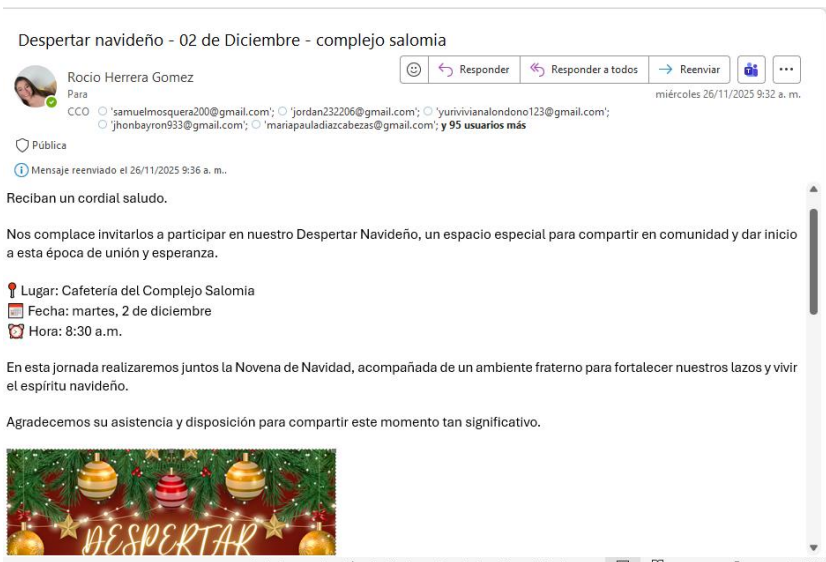 Despertar navideño - 02 de Diciembre - complejo salomia
Rocio Herrera Gomez
Responder
Responder a todos
Reenviar
Para
miércoles 26/11/2025 9:32 a. m.
CCO 'samuelmosquera200@gmail.com'; 'jordan232206@gmail.com'; 'yurivivianalondono123@gmail.com';
'jhonbayron933@gmail.com'; 'mariapauladiazcabezas@gmail.com'; y 95 usuarios más
Pública
Mensaje reenviado el 26/11/2025 9:36 a. m..
Reciban un cordial saludo.
Nos complace invitarlos a participar en nuestro Despertar Navideño, un espacio especial para compartir en comunidad y dar inicio
a esta época de unión y esperanza.
Lugar: Cafetería del Complejo Salomia
Fecha: martes, 2 de diciembre
Hora: 8:30 a.m.
En esta jornada realizaremos juntos la Novena de Navidad, acompañada de un ambiente fraterno para fortalecer nuestros lazos y vivir
el espíritu navideño.
Agradecemos su asistencia y disposición para compartir este momento tan significativo.
DESPERTAR